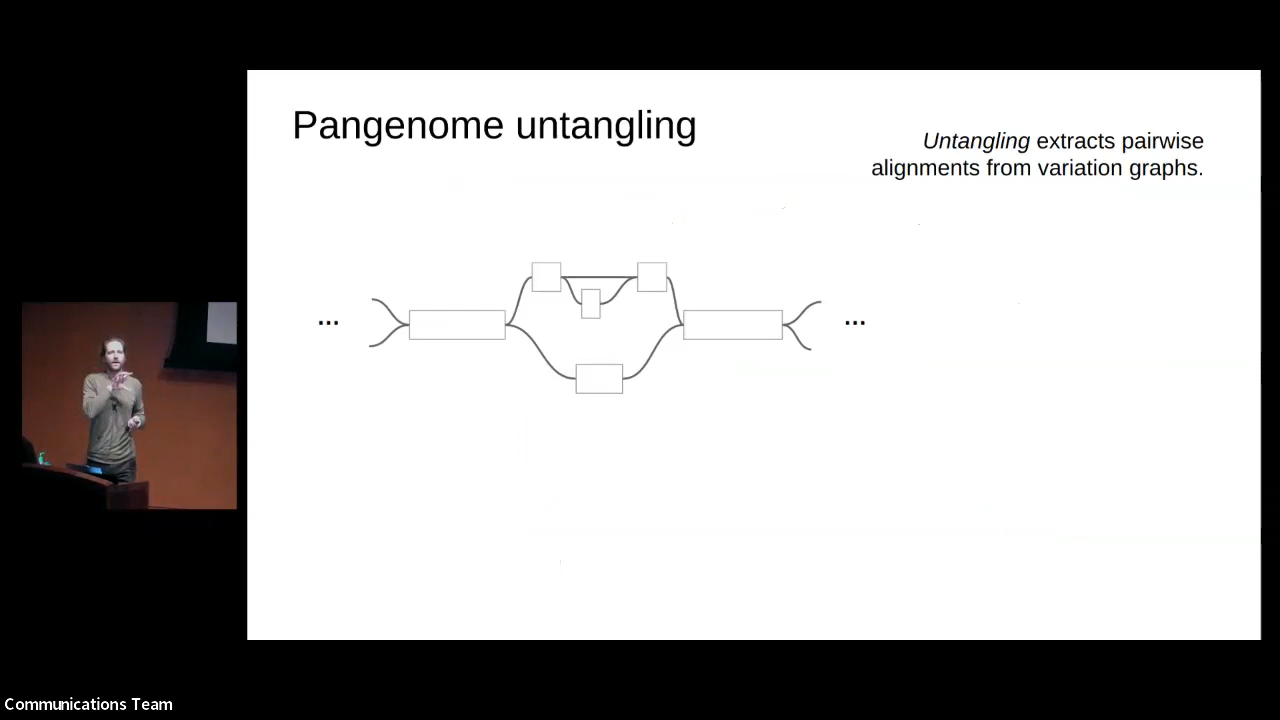 Pangenome untangling
Untangling extracts pairwise
alignments from variation graphs.
...
...
Communications Team